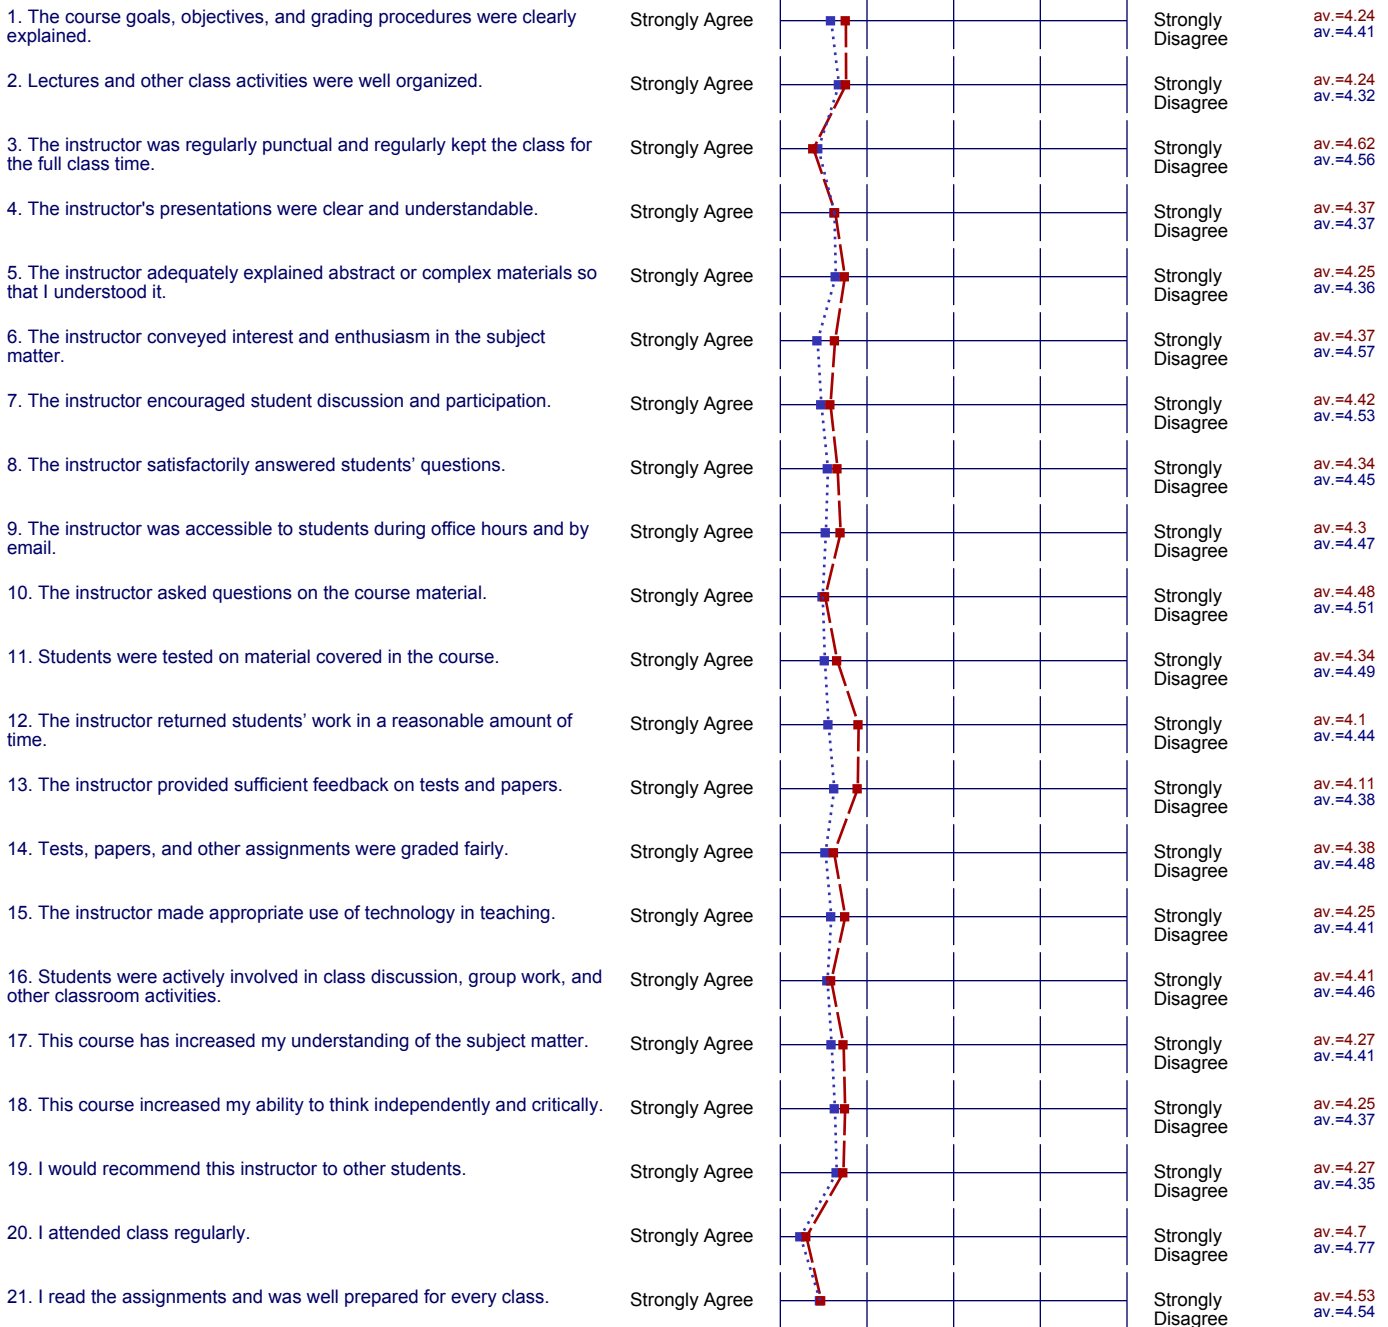 1. The course goals, objectives, and grading procedures were clearly
explained.
Strongly Agree
Strongly
Disagree
av.=4.24
av.=4.41
2. Lectures and other class activities were well organized.
Strongly Agree
Strongly
Disagree
av.=4.24
av.=4.32
3. The instructor was regularly punctual and regularly kept the class for
the full class time.
Strongly Agree
Strongly
Disagree
av.=4.62
av.=4.56
4. The instructor's presentations were clear and understandable.
Strongly Agree
Strongly
Disagree
av.=4.37
av.=4.37
5. The instructor adequately explained abstract or complex materials so
that I understood it.
Strongly Agree
Strongly
Disagree
av.=4.25
av.=4.36
6. The instructor conveyed interest and enthusiasm in the subject
matter.
Strongly Agree
Strongly
Disagree
av.=4.37
av.=4.57
7. The instructor encouraged student discussion and participation.
Strongly Agree
Strongly
Disagree
av.=4.42
av.=4.53
8. The instructor satisfactorily answered students’ questions.
Strongly Agree
Strongly
Disagree
av.=4.34
av.=4.45
9. The instructor was accessible to students during office hours and by
email.
Strongly Agree
Strongly
Disagree
av.=4.3
av.=4.47
10. The instructor asked questions on the course material.
Strongly Agree
Strongly
Disagree
av.=4.48
av.=4.51
11. Students were tested on material covered in the course.
Strongly Agree
Strongly
Disagree
av.=4.34
av.=4.49
12. The instructor returned students’ work in a reasonable amount of
time.
Strongly Agree
Strongly
Disagree
av.=4.1
av.=4.44
13. The instructor provided sufficient feedback on tests and papers.
Strongly Agree
Strongly
Disagree
av.=4.11
av.=4.38
14. Tests, papers, and other assignments were graded fairly.
Strongly Agree
Strongly
Disagree
av.=4.38
av.=4.48
15. The instructor made appropriate use of technology in teaching.
Strongly Agree
Strongly
Disagree
av.=4.25
av.=4.41
16. Students were actively involved in class discussion, group work, and
other classroom activities.
Strongly Agree
Strongly
Disagree
av.=4.41
av.=4.46
17. This course has increased my understanding of the subject matter.
Strongly Agree
Strongly
Disagree
av.=4.27
av.=4.41
18. This course increased my ability to think independently and critically.
Strongly Agree
Strongly
Disagree
av.=4.25
av.=4.37
19. I would recommend this instructor to other students.
Strongly Agree
Strongly
Disagree
av.=4.27
av.=4.35
20. I attended class regularly.
Strongly Agree
Strongly
Disagree
av.=4.7
av.=4.77
21. I read the assignments and was well prepared for every class.
Strongly Agree
Strongly
Disagree
av.=4.53
av.=4.54